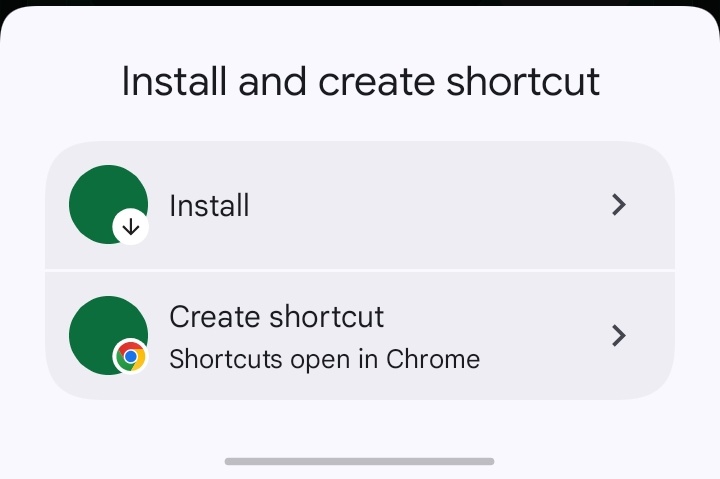 Install and create shortcut
Install
Create shortcut
Shortcuts open in Chrome